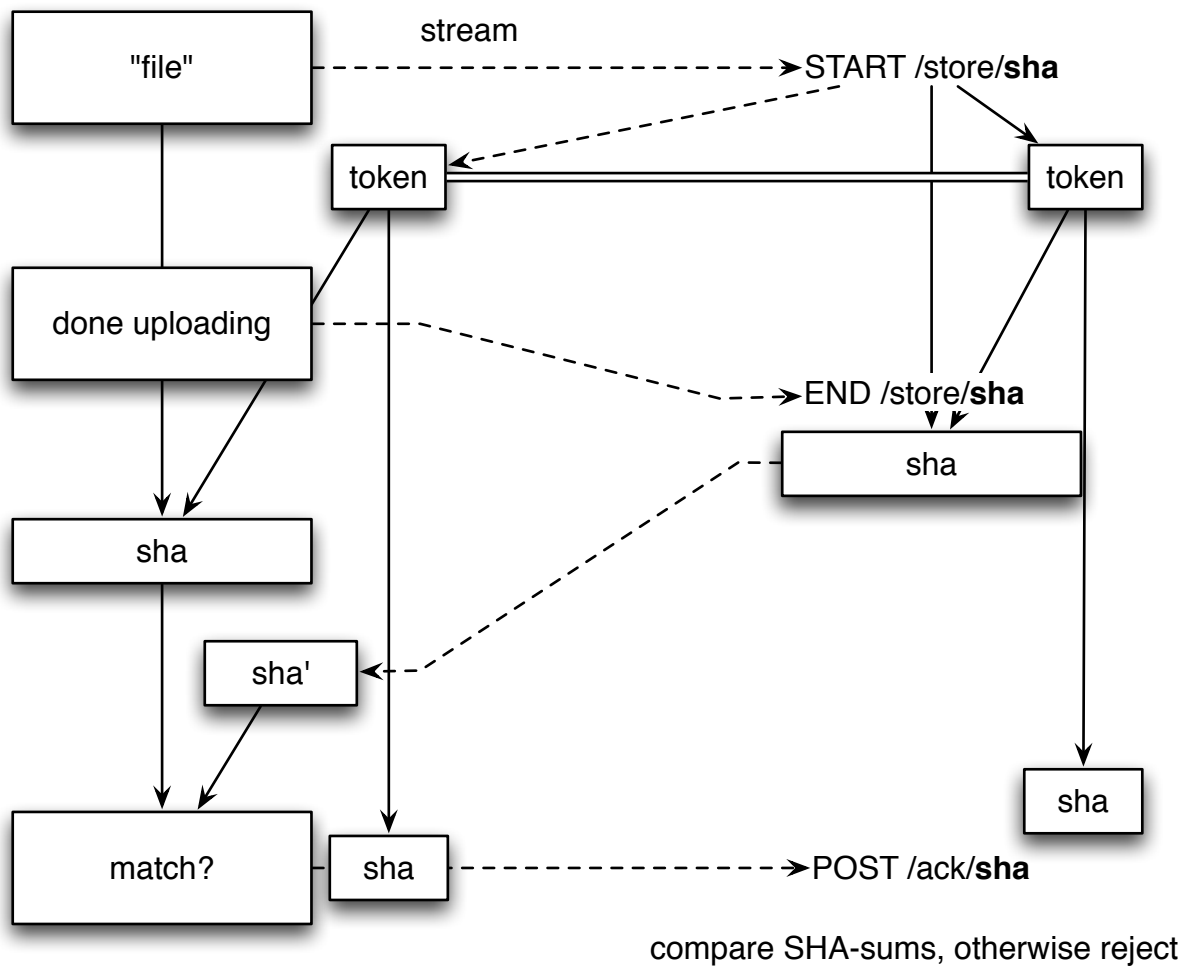 stream
"file"
START /store/sha
token
token
done uploading
END /store/sha
sha
sha
sha'
sha
match?
sha
POST /ack/sha
compare SHA-sums, otherwise reject